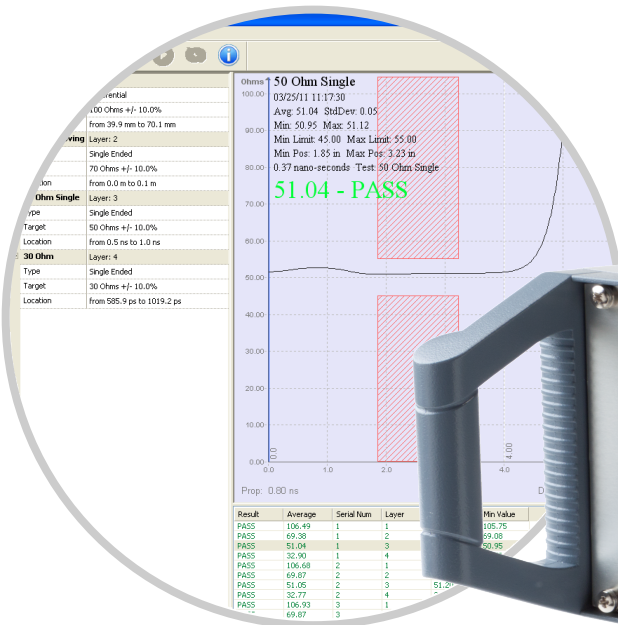 Ohms 50 Ohm Single
03/25/11 11:17:30
Avg: 51.04 StdDev: 0.05
Min: 50.95 Max: 51.12
Min Limit: 45.00 Max Limit: 55.00
Min Pos: 1.85 in Max Pos: 3.23 in
0.37 nano-seconds Test: 50 Ohm Single
51.04 - PASS
100.00
90.00
80.00
70.00
60.00
50.00
40.00
30.00
20.00
10.00
0.00
0.0
4.00
0.0 1.0 2.0 4.0
Prop: 0.80 ns
100 Ohms +/- 10.0%
from 39.9 mm to 70.1 mm
Layer: 2
Single Ended
70 Ohms +/- 10.0%
from 0.0 m to 0.1 m
Ohm Single Layer: 3
Type Single Ended
Target 50 Ohms +/- 10.0%
Location from 0.5 ns to 1.0 ns
30 Ohm Layer: 4
Type Single Ended
Target 30 Ohms +/- 10.0%
Location from 585.9 ps to 1019.2 ps
Result Average Serial Num Layer Min Value
PASS 106.49 1 1 105.75
PASS 69.38 1 2 69.08
PASS 51.04 1 3 50.95
PASS 32.90 1 4
PASS 106.68 2 1
PASS 69.87 2 2
PASS 51.05 2 3
PASS 32.77 2 4
PASS 106.93 3 1
69.87 3